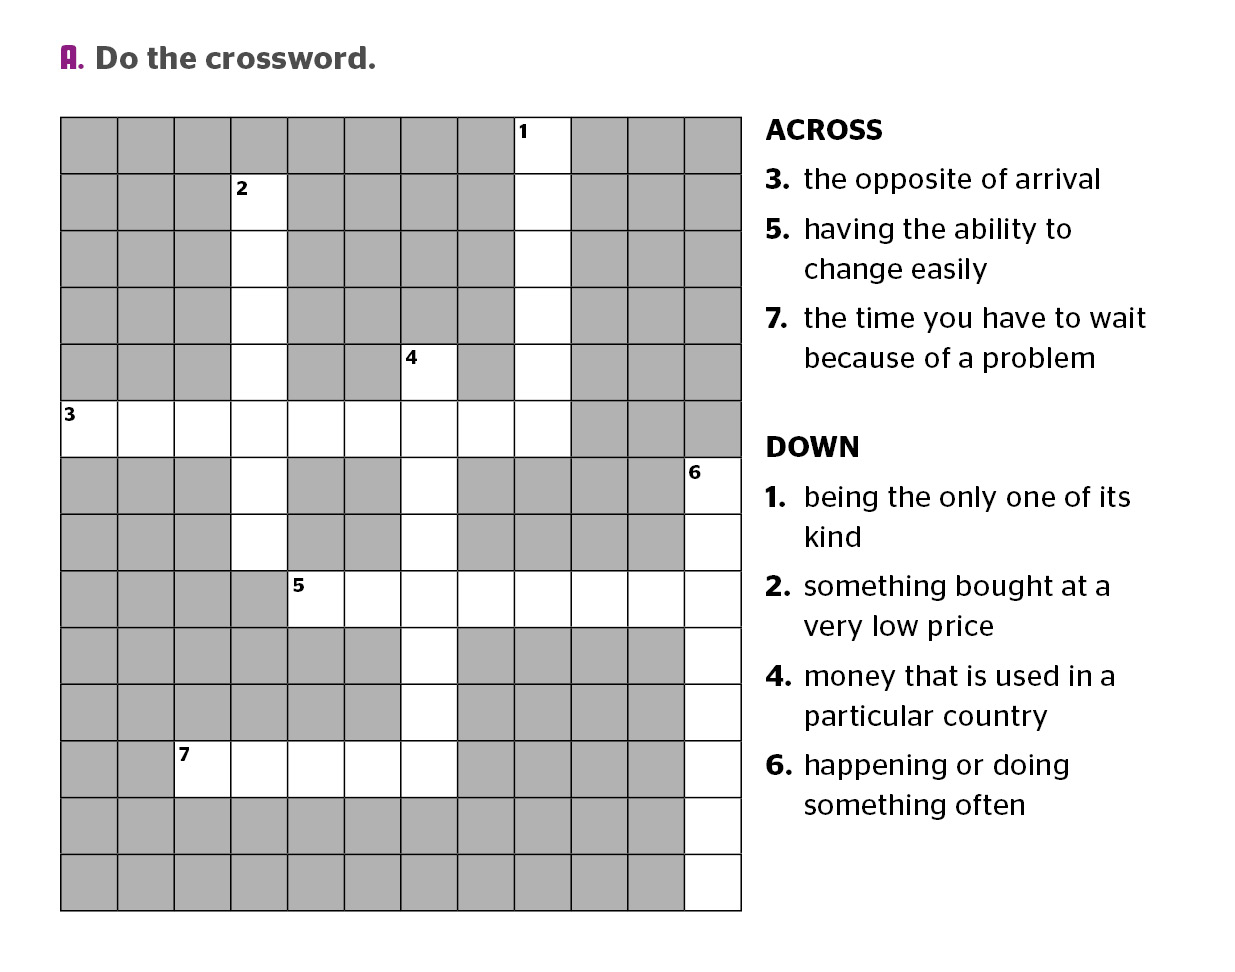 A. Do the crossword.
1
2
4
3
6
5
7
ACROSS
3. the opposite of arrival
5. having the ability to
change easily
7. the time you have to wait
because of a problem
DOWN
1. being the only one of its
kind
2. something bought at a
very low price
4. money that is used in a
particular country
6. happening or doing
something often